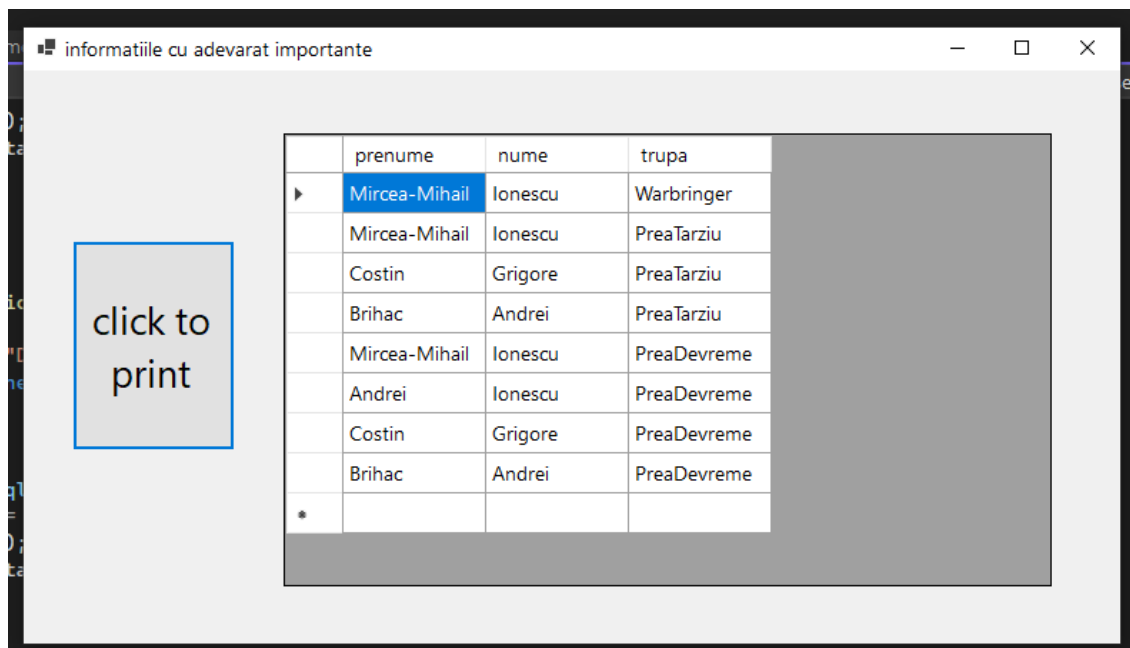 informatiile cu adevarat importante
prenume nume trupa
Mircea-Mihail Ionescu Warbringer
Mircea-Mihail Ionescu PreaTarziu
Costin Grigore PreaTarziu
Brihac Andrei PreaTarziu
Mircea-Mihail Ionescu PreaDevreme
Andrei Ionescu PreaDevreme
Costin Grigore PreaDevreme
Brihac Andrei PreaDevreme
click to
print